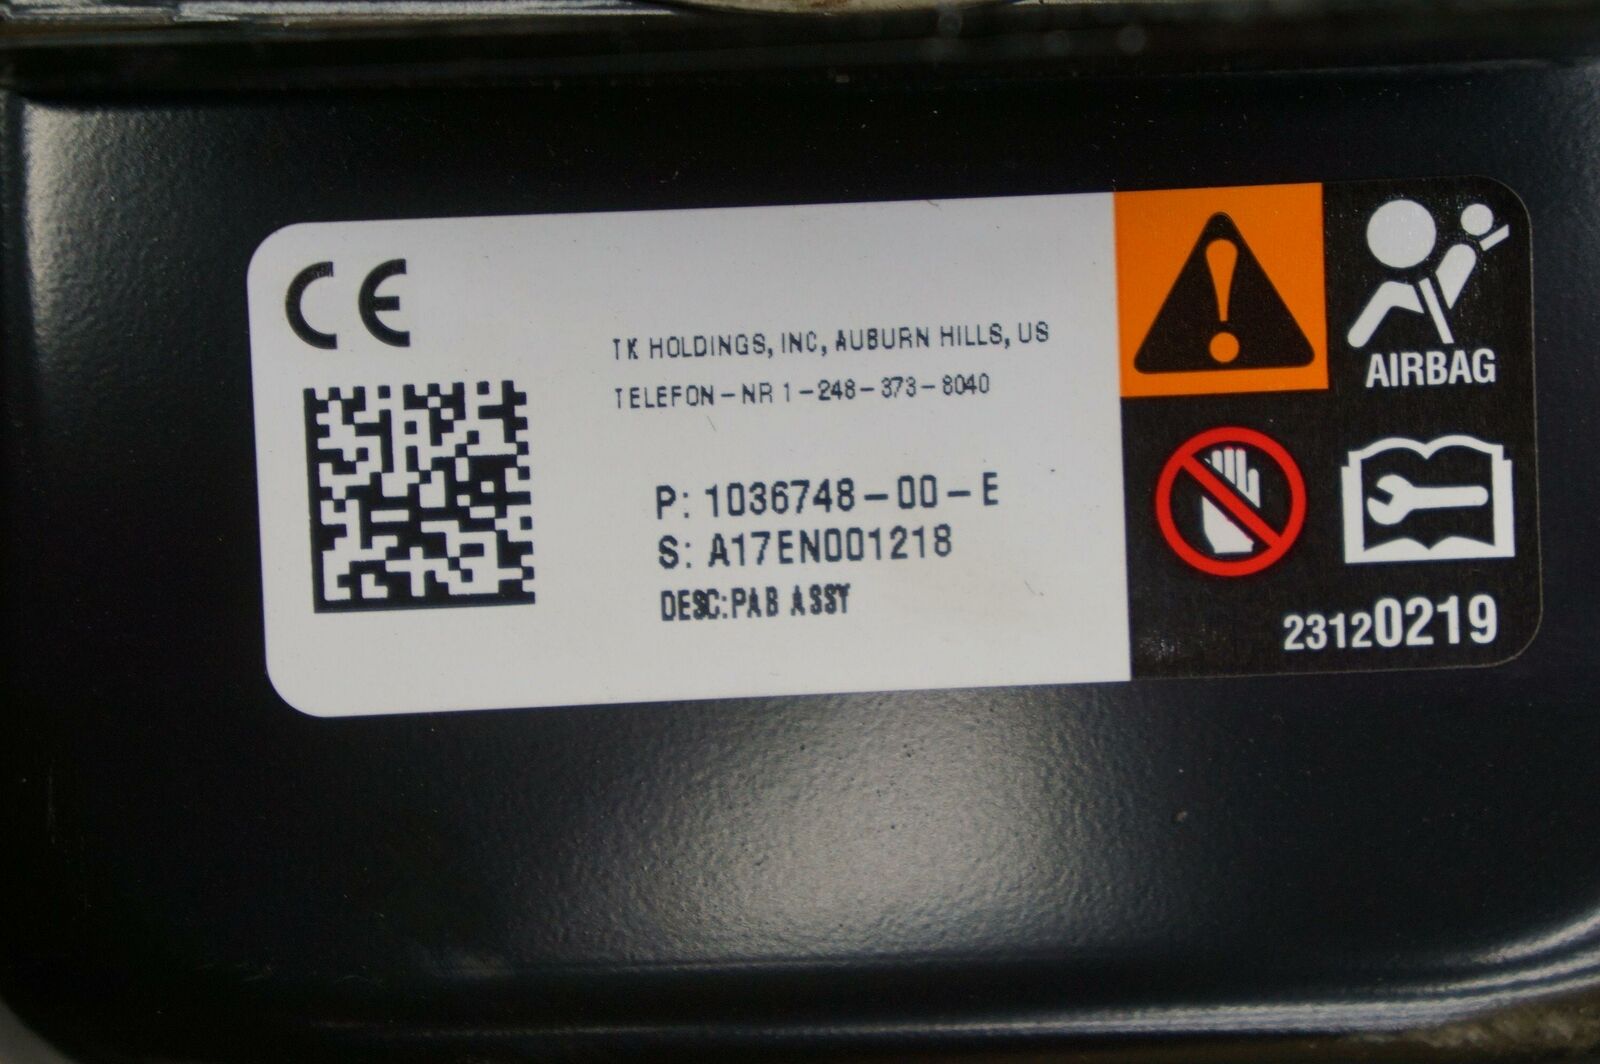 CE
TK HOLDINGS, INC, AUBURN HILLS, US
TELEFON-NR 1-248-373-8040
P: 1036748-00-E
S: A17EN001218
DESC:PAB ASSY
AIRBAG
23120219